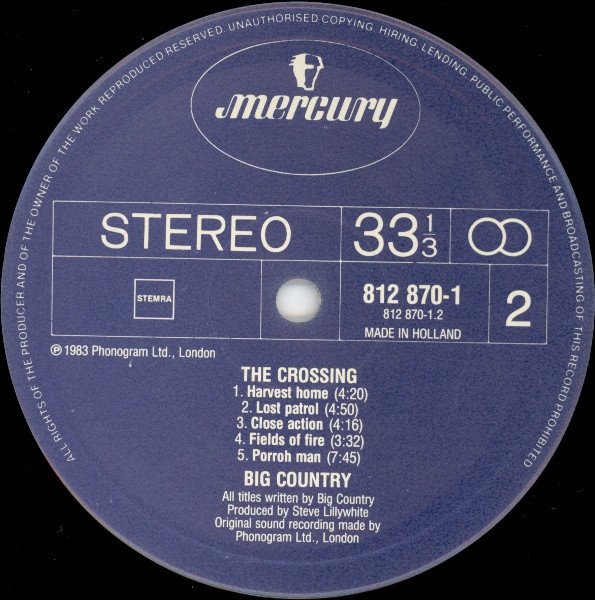 ALL RIGHTS OF THE PRODUCER AND OF THE OWNER OF THE WORK REPRODUCED RESERVED. UNAUTHORISED COPYING, HIRING, LENDING, PUBLIC PERFORMANCE AND BROADCASTING OF THIS RECORD PROHIBITED
mercury
STEREO 33 1/3
STEMRA
812 870-1
812 870-1.2
MADE IN HOLLAND
2
℗ 1983 Phonogram Ltd., London
THE CROSSING
1. Harvest home (4:20)
2. Lost patrol (4:50)
3. Close action (4:16)
4. Fields of fire (3:32)
5. Porroh man (7:45)
BIG COUNTRY
All titles written by Big Country
Produced by Steve Lillywhite
Original sound recording made by
Phonogram Ltd., London